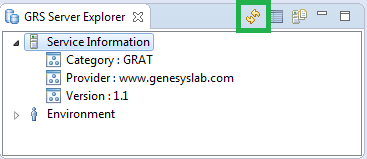 GRS Server Explorer
Service Information
Category : GRAT
Provider : www.genesyslab.com
Version : 1.1
Environment